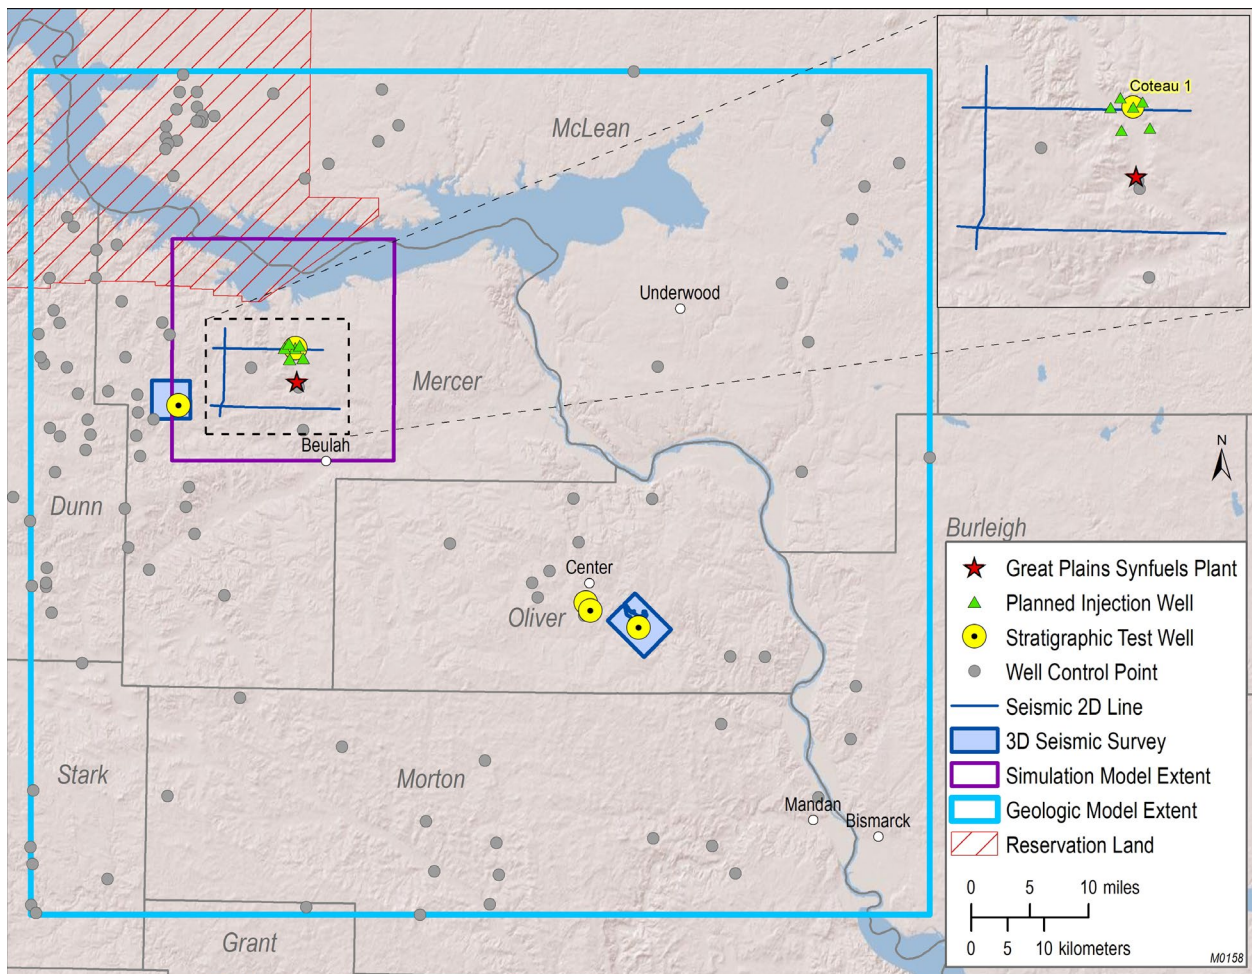 Coteau 1
McLean
Underwood
Mercer
Beulah
N
Dunn
Burleigh
Center
Oliver
Stark
Morton
Mandan
Bismarck
Grant
Great Plains Synfuels Plant
Planned Injection Well
Stratigraphic Test Well
Well Control Point
Seismic 2D Line
3D Seismic Survey
Simulation Model Extent
Geologic Model Extent
Reservation Land
0 5 10 miles
0 5 10 kilometers
M0158